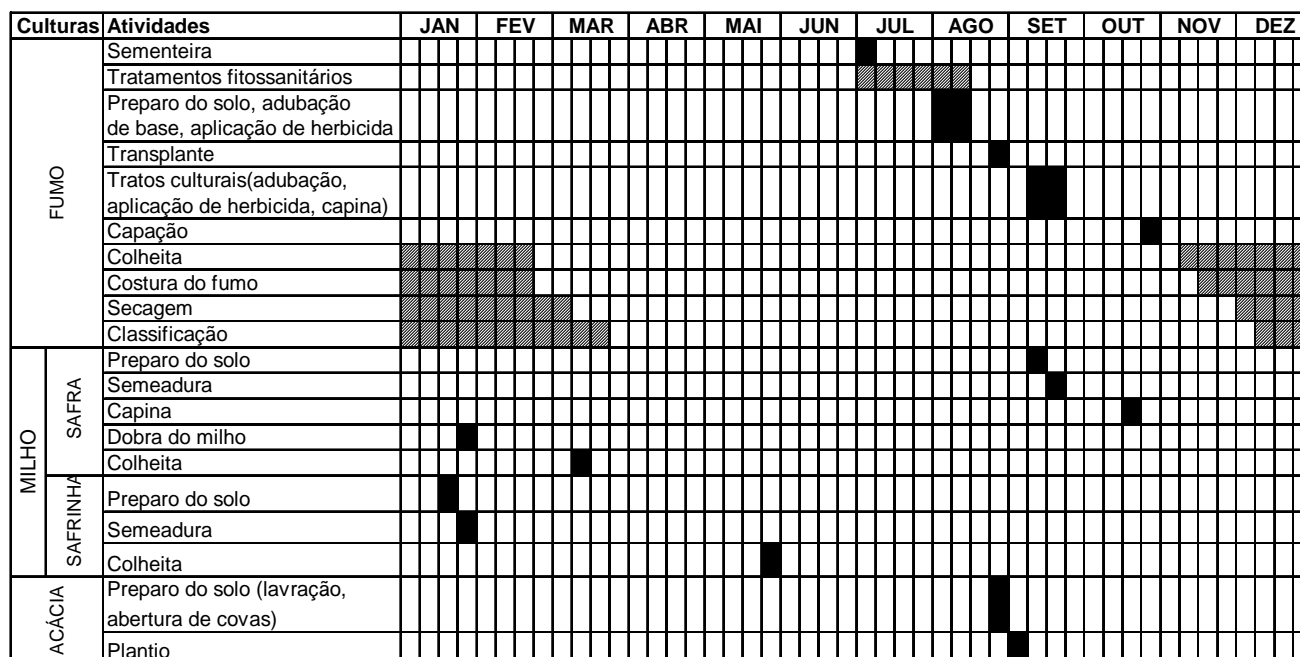 Culturas Atividades JAN FEV MAR ABR MAI JUN JUL AGO SET OUT NOV DEZ
FUMO
Sementeira
Tratamentos fitossanitários
Preparo do solo, adubação
de base, aplicação de herbicida
Transplante
Tratos culturais(adubação,
aplicação de herbicida, capina)
Capação
Colheita
Costura do fumo
Secagem
Classificação
MILHO
SAFRA
Preparo do solo
Semeadura
Capina
Dobra do milho
Colheita
SAFRINHA
Preparo do solo
Semeadura
Colheita
ACÁCIA
Preparo do solo (lavração,
abertura de covas)
Plantio